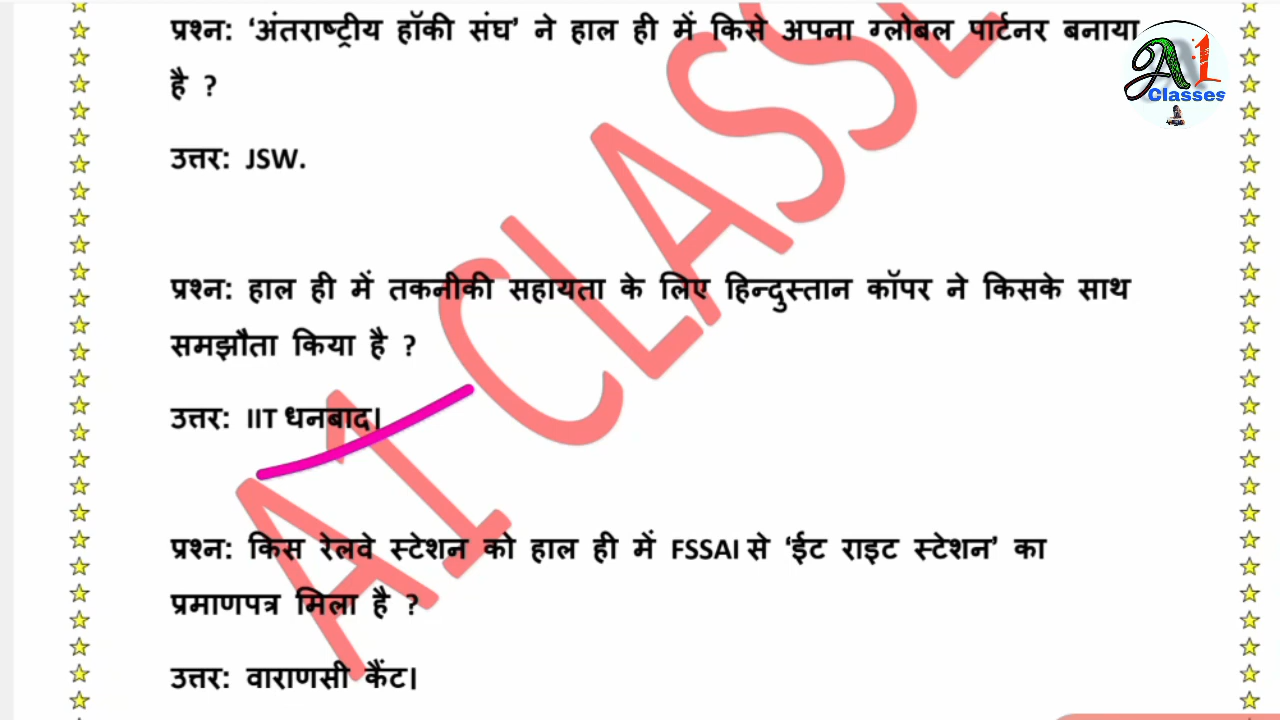 प्रश्न: ‘अंतराष्ट्रीय हॉकी संघ’ ने हाल ही में किसे अपना ग्लोबल पार्टनर बनाया
है ?
उत्तर: JSW.
प्रश्न: हाल ही में तकनीकी सहायता के लिए हिन्दुस्तान कॉपर ने किसके साथ
समझौता किया है ?
उत्तर: IIT धनबाद।
प्रश्न: किस रेलवे स्टेशन को हाल ही में FSSAI से ‘ईट राइट स्टेशन’ का
प्रमाणपत्र मिला है ?
उत्तर: वाराणसी कैंट।
A1 CLASSE
A1
Classes